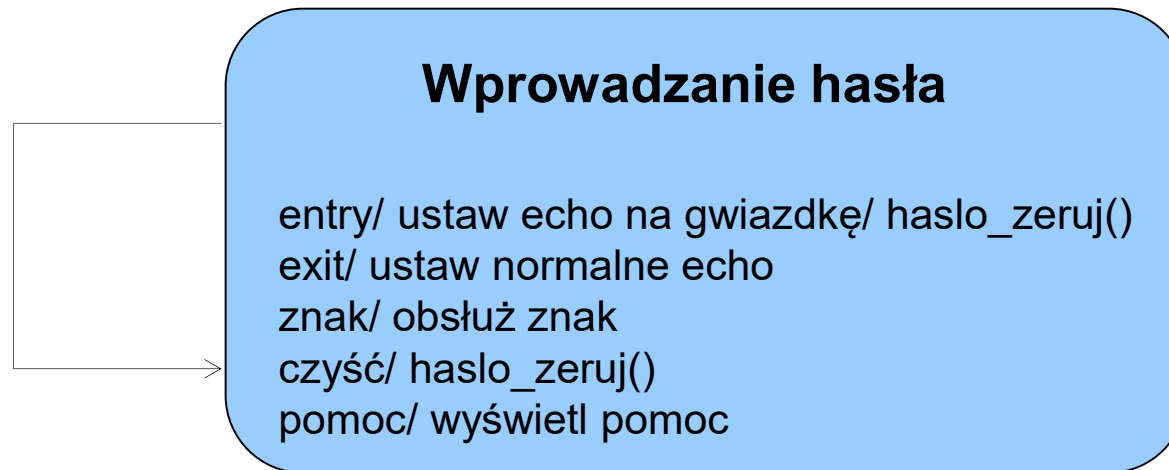 Wprowadzanie hasła
entry/ ustaw echo na gwiazdkę/ haslo_zeruj()
exit/ ustaw normalne echo
znak/ obsłuż znak
czyść/ haslo_zeruj()
pomoc/ wyświetl pomoc